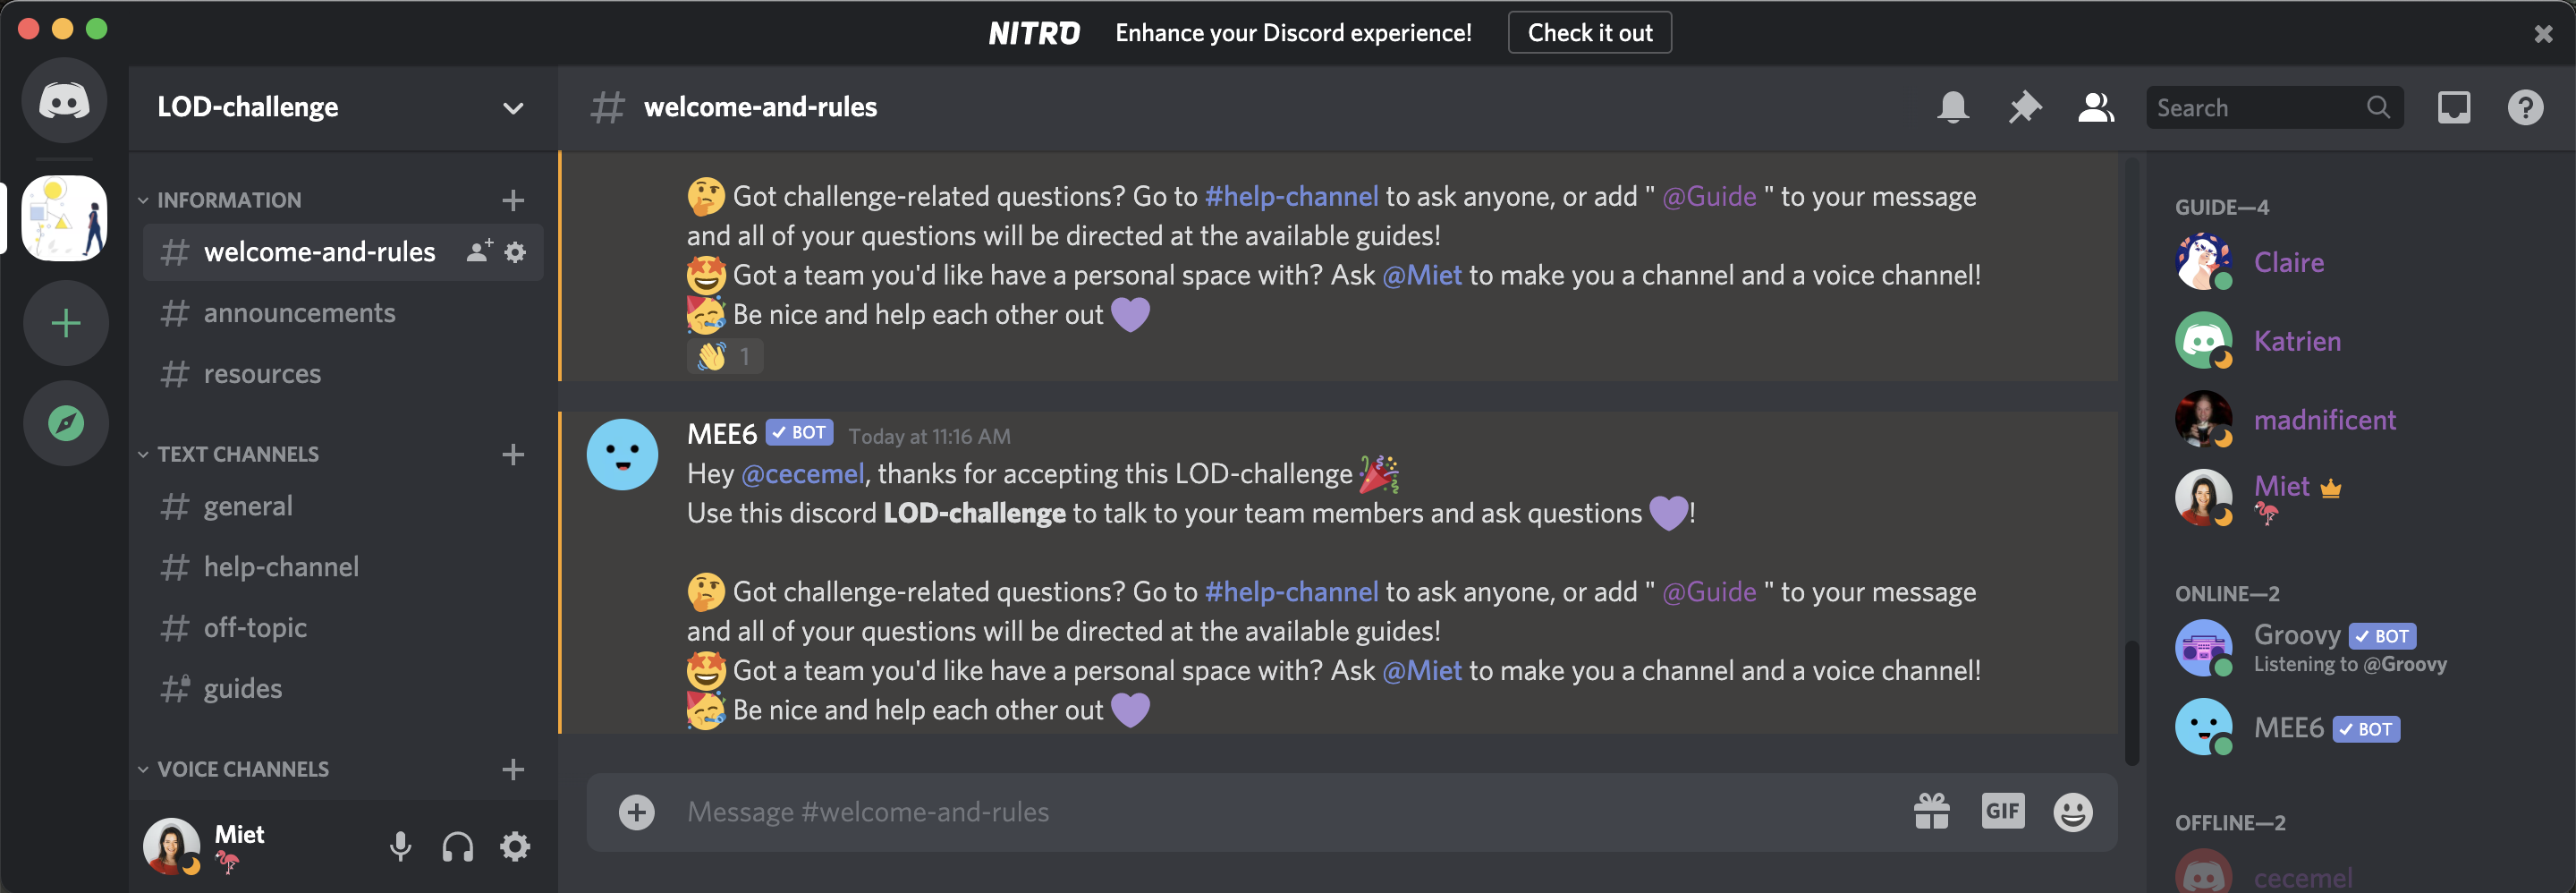 NITRO Enhance your Discord experience! Check it out
LOD-challenge
INFORMATION
welcome-and-rules
announcements
resources
TEXT CHANNELS
general
help-channel
off-topic
guides
VOICE CHANNELS
Miet
# welcome-and-rules
Search
Got challenge-related questions? Go to #help-channel to ask anyone, or add " @Guide " to your message
and all of your questions will be directed at the available guides!
🤩 Got a team you'd like have a personal space with? Ask @Miet to make you a channel and a voice channel!
Be nice and help each other out 💜
👋 1
MEE6 ✓ BOT Today at 11:16 AM
Hey @cecemel, thanks for accepting this LOD-challenge 🎉
Use this discord LOD-challenge to talk to your team members and ask questions 💜!
🤔 Got challenge-related questions? Go to #help-channel to ask anyone, or add " @Guide " to your message
and all of your questions will be directed at the available guides!
🤩 Got a team you'd like have a personal space with? Ask @Miet to make you a channel and a voice channel!
🥳 Be nice and help each other out 💜
Message #welcome-and-rules
GIF
GUIDE—4
Claire
Katrien
madnificent
Miet
ONLINE—2
Groovy ✓ BOT
Listening to @Groovy
MEE6 ✓ BOT
OFFLINE—2
cecemel